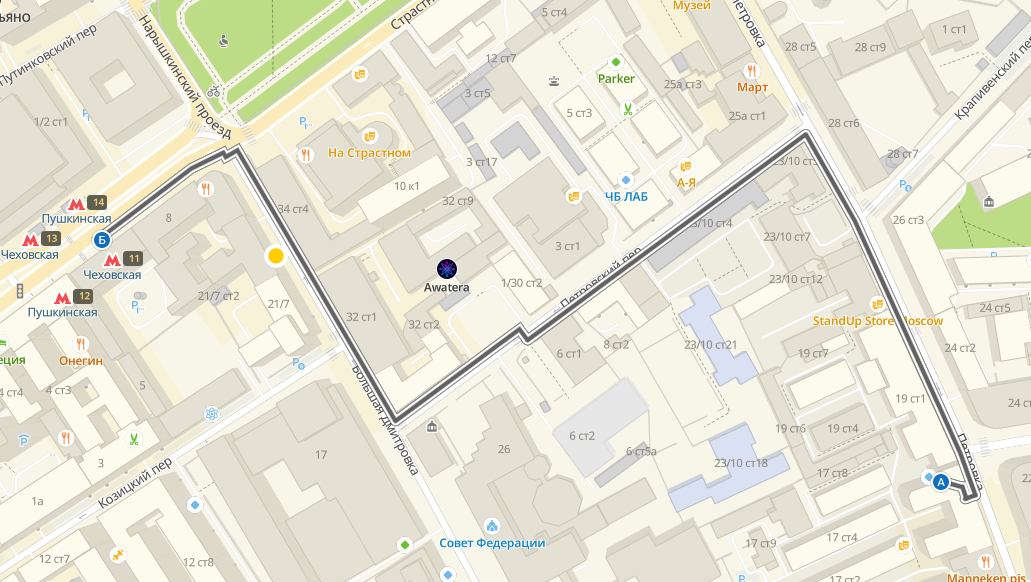 ьяно
Нарышкинский проезд
Страстн
5 ст4
Музей
Петровка
28 ст5
28 ст9
1 ст1
Путинковский пер
12 ст7
3 ст5
Parker
25а ст3
Март
Крапивенский пер
1/2 ст1
5 ст3
25а ст1
28 ст6
На Страстном
3 ст17
28 ст7
10 к1
А-Я
23/10 ст5
14
Пушкинская
32 ст9
ЧБ ЛАБ
8
34 ст4
23/10 ст4
26 ст3
13
Чеховская
Б
3 ст1
23/10 ст7
11
Чеховская
Петровский пер
23/10 ст12
12
Пушкинская
21/7 ст2
21/7
Awatera
1/30 ст2
32 ст1
32 ст2
StandUp Store Moscow
24 ст5
23/10 ст21
8 ст2
6 ст1
19 ст7
24 ст2
еция
Онегин
5
4 ст3
4 ст4
Большая Дмитровка
19 ст1
24 ст
6 ст2
19 ст6
19 ст4
17
26
6 ст5а
23/10 ст18
17 ст8
Петровка
3
Козицкий пер
А
22
1а
Совет Федерации
17 ст9
17 ст4
12 ст7
12 ст8
Manneken pis